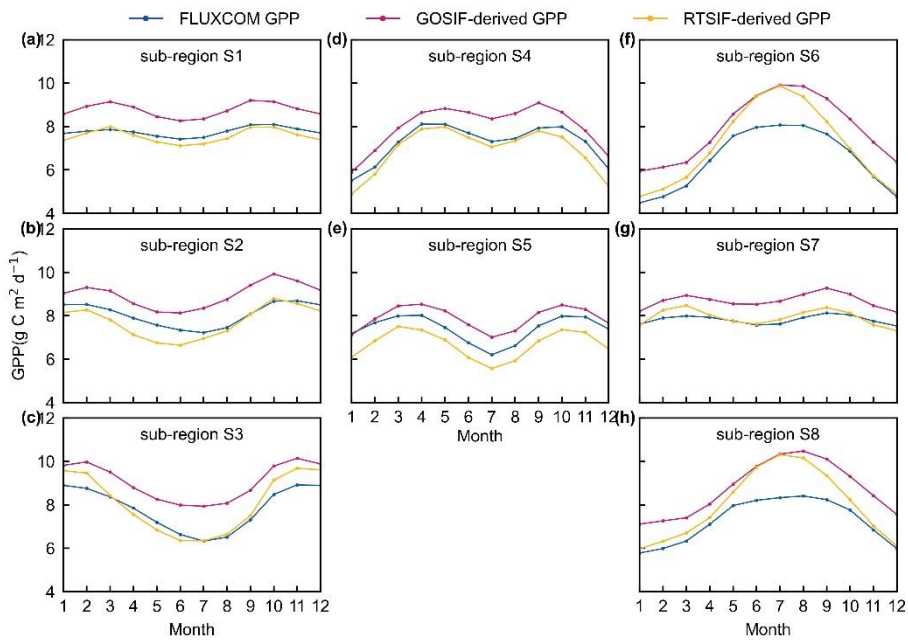 FLUXCOM GPP GOSIF-derived GPP RTSIF-derived GPP
(a) 12 sub-region S1 10 8 6 4
(d) sub-region S4
(f) sub-region S6
(b) 12 sub-region S2 10 8 6 4
(e) sub-region S5
(g) sub-region S7
GPP(g C m² d⁻¹)
1 2 3 4 5 6 7 8 9 10 11 12
Month
(c) 12 sub-region S3 10 8 6 4
(h) sub-region S8
1 2 3 4 5 6 7 8 9 10 11 12
1 2 3 4 5 6 7 8 9 10 11 12
Month
Month